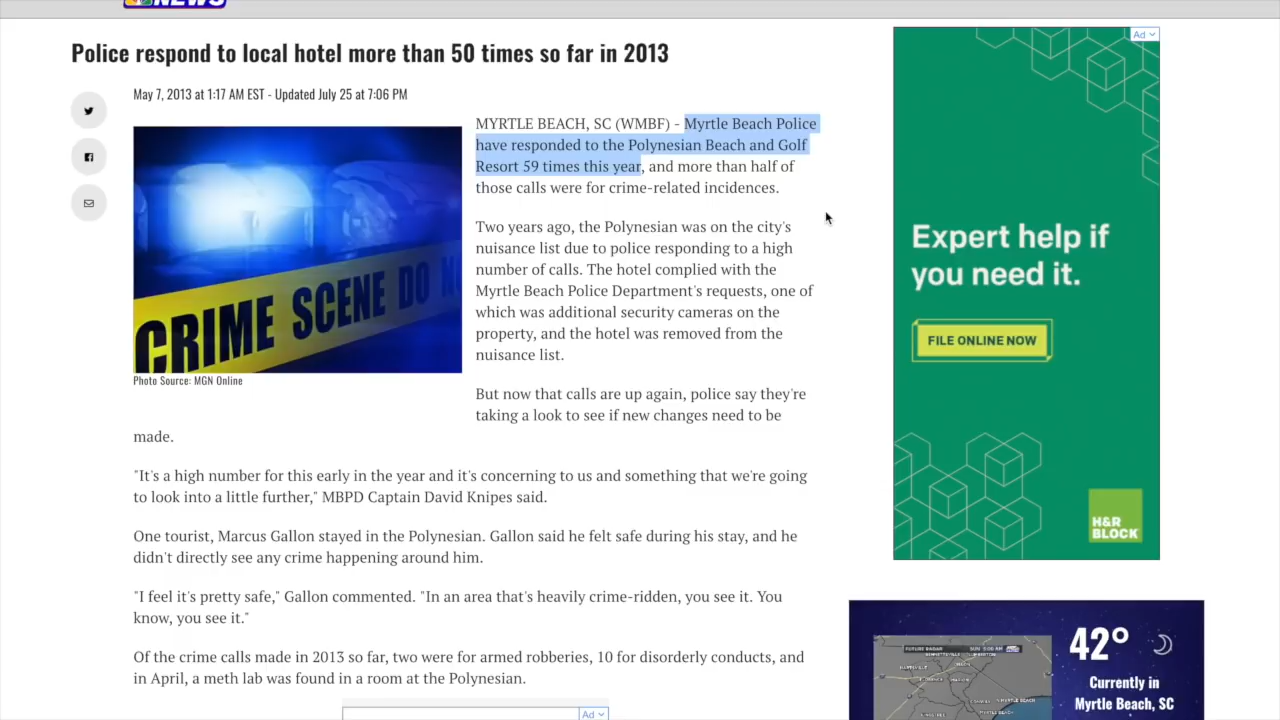 NEWS
Police respond to local hotel more than 50 times so far in 2013
May 7, 2013 at 1:17 AM EST - Updated July 25 at 7:06 PM
MYRTLE BEACH, SC (WMBF) - Myrtle Beach Police
have responded to the Polynesian Beach and Golf
Resort 59 times this year, and more than half of
those calls were for crime-related incidences.
Two years ago, the Polynesian was on the city's
nuisance list due to police responding to a high
number of calls. The hotel complied with the
Myrtle Beach Police Department's requests, one of
which was additional security cameras on the
property, and the hotel was removed from the
nuisance list.
But now that calls are up again, police say they're
taking a look to see if new changes need to be
made.
CRIME SCENE DO N
Photo Source: MGN Online
"It's a high number for this early in the year and it's concerning to us and something that we're going
to look into a little further," MBPD Captain David Knipes said.
One tourist, Marcus Gallon stayed in the Polynesian. Gallon said he felt safe during his stay, and he
didn't directly see any crime happening around him.
"I feel it's pretty safe," Gallon commented. "In an area that's heavily crime-ridden, you see it. You
know, you see it."
Of the crime calls made in 2013 so far, two were for armed robberies, 10 for disorderly conducts, and
in April, a meth lab was found in a room at the Polynesian.
Ad
Ad
Expert help if
you need it.
FILE ONLINE NOW
H&R
BLOCK
42°
Currently in
Myrtle Beach, SC
FUTURE RADAR